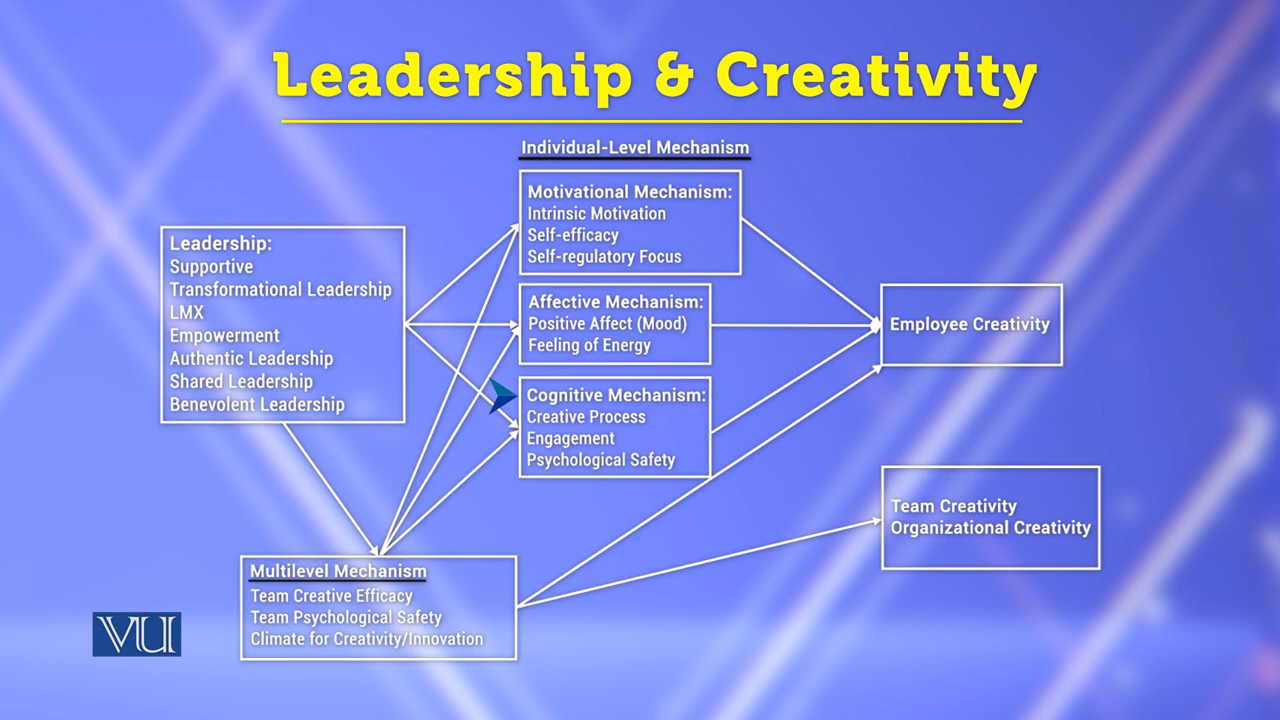 Leadership & Creativity
Individual-Level Mechanism
Motivational Mechanism:
Intrinsic Motivation
Self-efficacy
Self-regulatory Focus
Leadership:
Supportive
Transformational Leadership
LMX
Empowerment
Authentic Leadership
Shared Leadership
Benevolent Leadership
Affective Mechanism:
Positive Affect (Mood)
Feeling of Energy
Employee Creativity
Cognitive Mechanism:
Creative Process
Engagement
Psychological Safety
Team Creativity
Organizational Creativity
Multilevel Mechanism
Team Creative Efficacy
Team Psychological Safety
Climate for Creativity/Innovation
VU